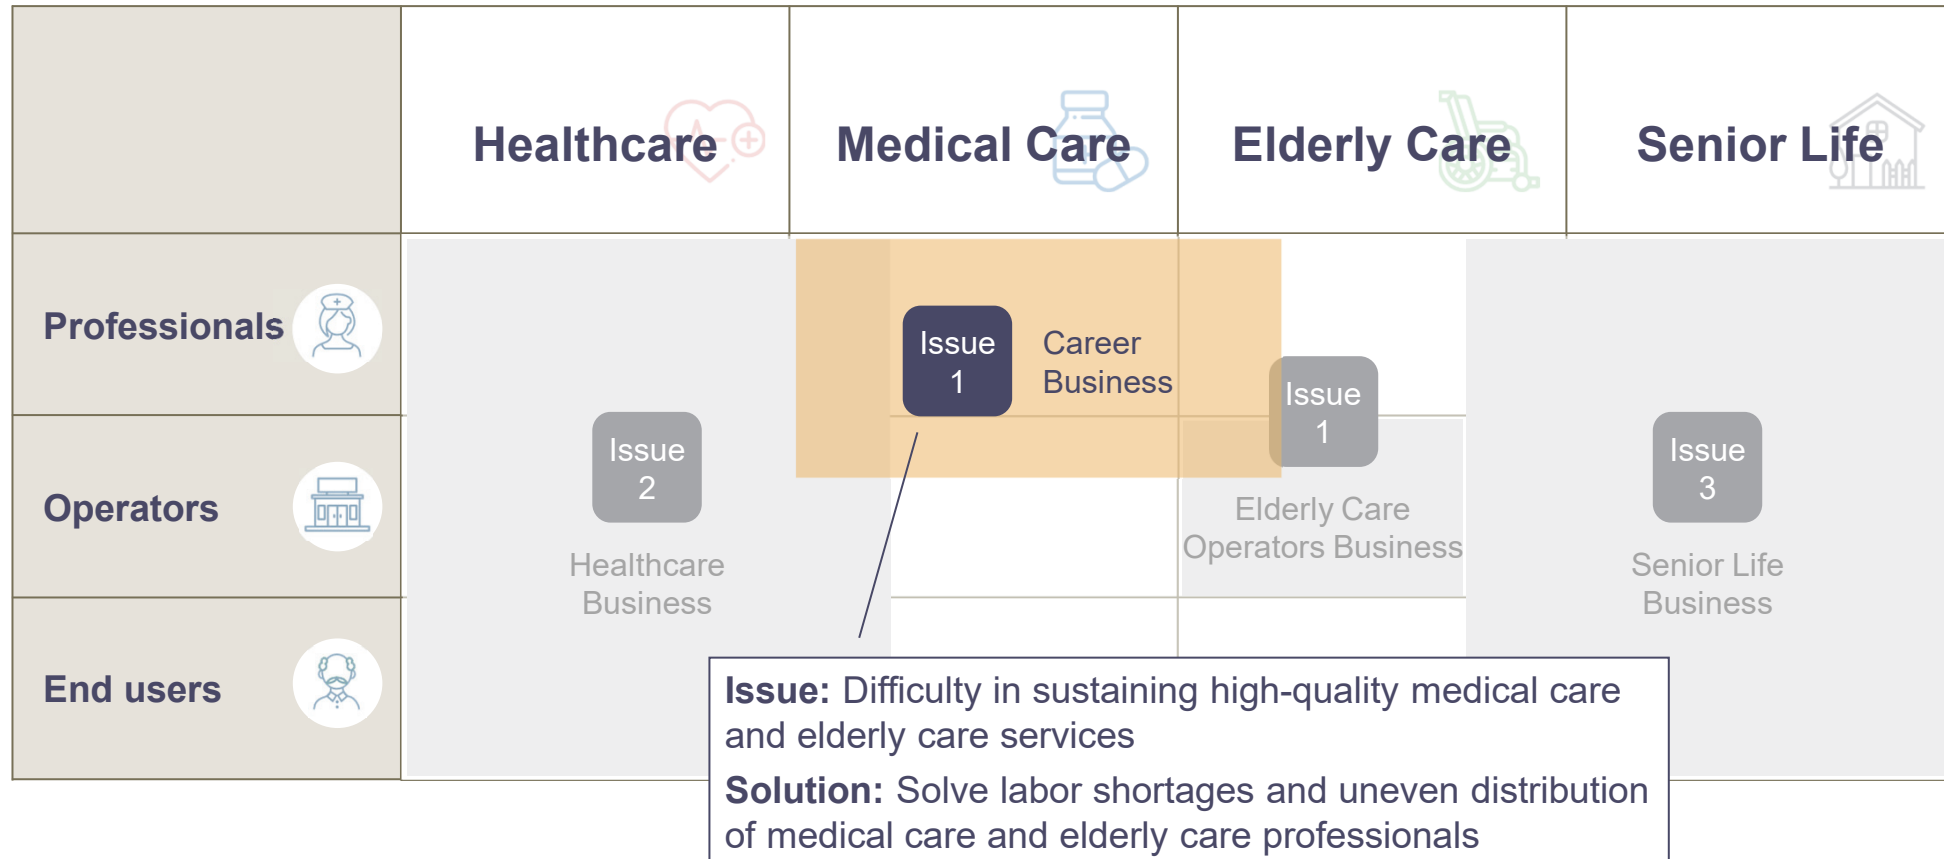 Healthcare
Medical Care
Elderly Care
Senior Life
Professionals
Issue
1
Career
Business
Issue
1
Operators
Issue
2
Healthcare
Business
Elderly Care
Operators Business
Issue
3
Senior Life
Business
End users
Issue: Difficulty in sustaining high-quality medical care
and elderly care services
Solution: Solve labor shortages and uneven distribution
of medical care and elderly care professionals